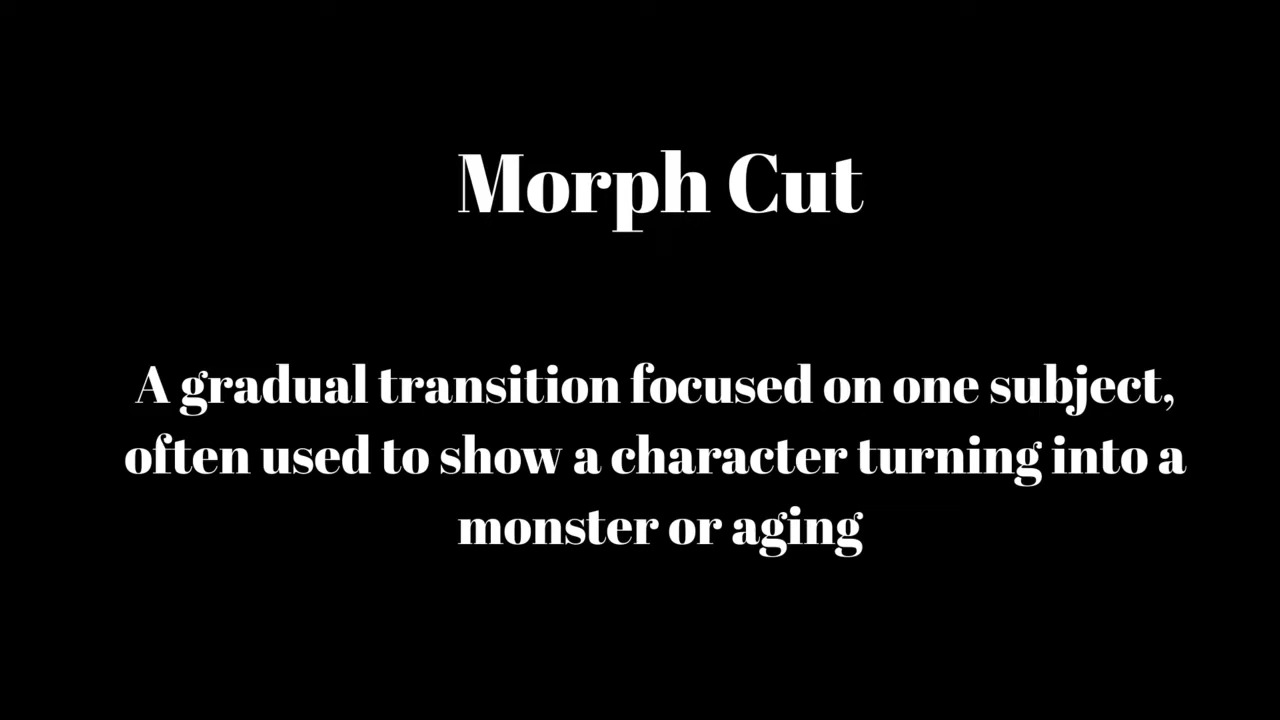 Morph Cut
A gradual transition focused on one subject,
often used to show a character turning into a
monster or aging